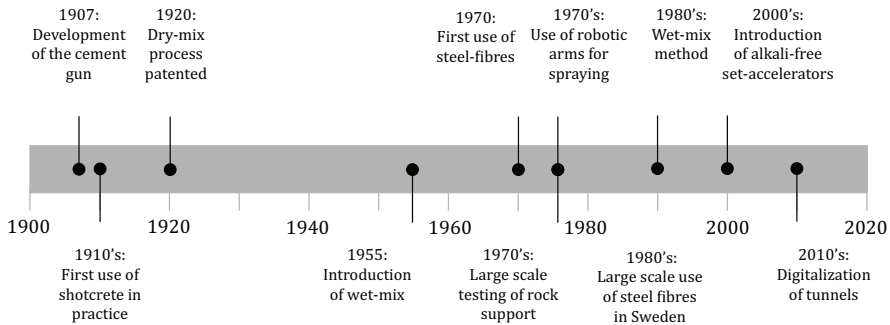 1907:
Development
of the cement
gun
1920:
Dry-mix
process
patented
1970:
First use of
steel-fibres
1970's:
Use of robotic
arms for
spraying
1980's:
Wet-mix
method
2000's:
Introduction
of alkali-free
set-accelerators
1900
1920
1940
1960
1980
2000
2020
1910's:
First use of
shotcrete in
practice
1955:
Introduction
of wet-mix
1970's:
Large scale
testing of rock
support
1980's:
Large scale use
of steel fibres
in Sweden
2010's:
Digitalization
of tunnels